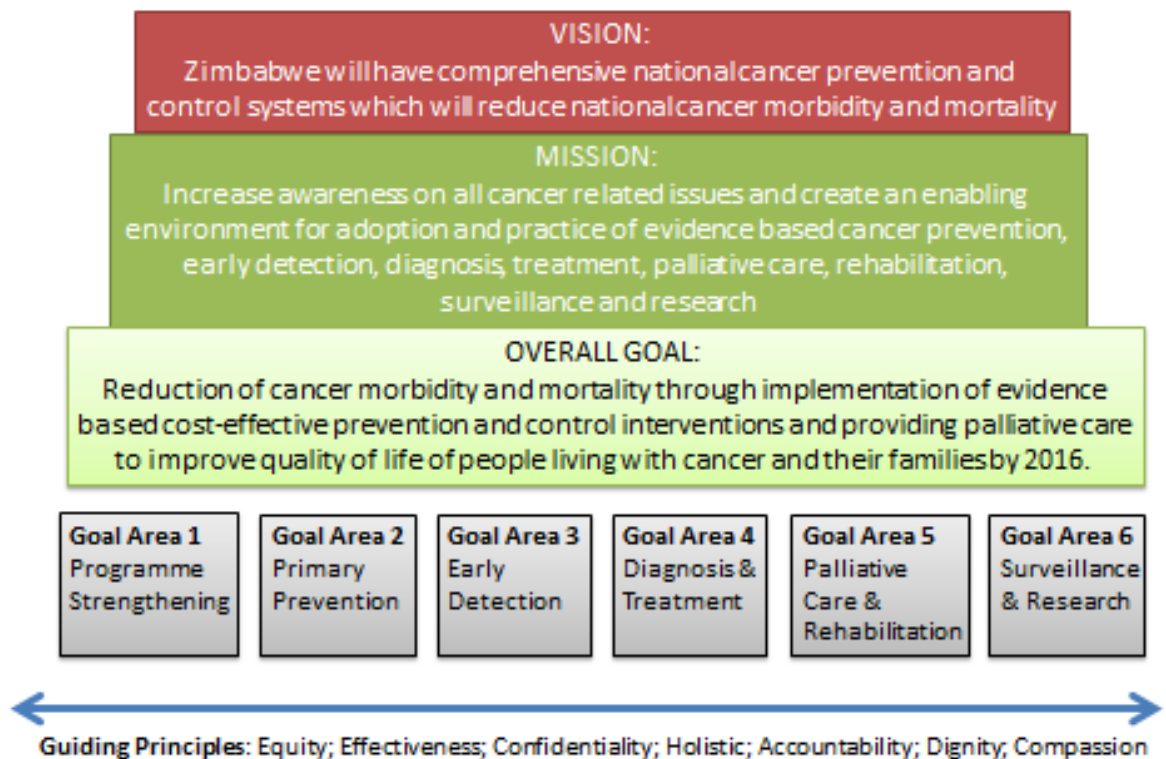 VISION:
Zimbabwe will have comprehensive national cancer prevention and
control systems which will reduce national cancer morbidity and mortality
MISSION:
Increase awareness on all cancer related issues and create an enabling
environment for adoption and practice of evidence based cancer prevention,
early detection, diagnosis, treatment, palliative care, rehabilitation,
surveillance and research
OVERALL GOAL:
Reduction of cancer morbidity and mortality through implementation of evidence
based cost-effective prevention and control interventions and providing palliative care
to improve quality of life of people living with cancer and their families by 2016.
Goal Area 1
Programme
Strengthening
Goal Area 2
Primary
Prevention
Goal Area 3
Early
Detection
Goal Area 4
Diagnosis &
Treatment
Goal Area 5
Palliative
Care &
Rehabilitation
Goal Area 6
Surveillance
& Research
Guiding Principles: Equity; Effectiveness; Confidentiality; Holistic; Accountability; Dignity; Compassion